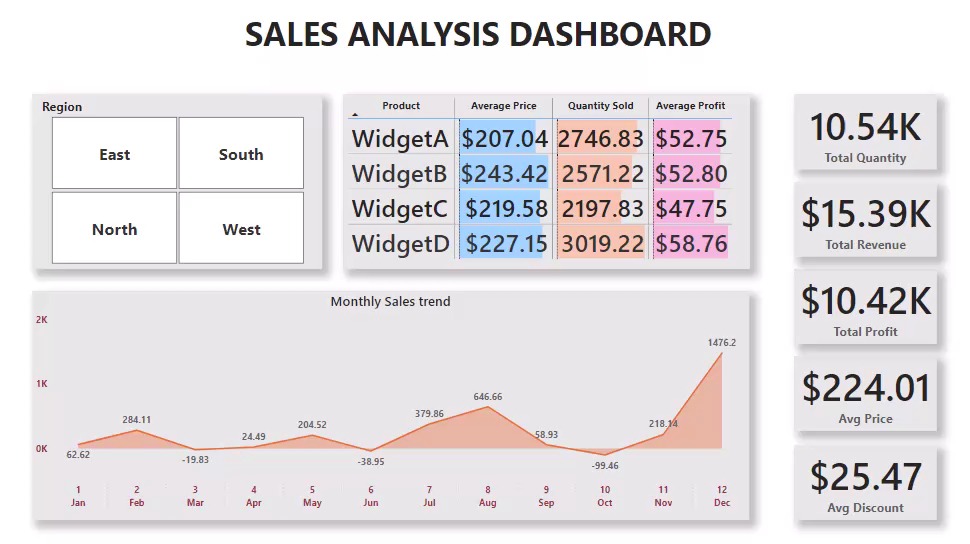 SALES ANALYSIS DASHBOARD
Region
East
South
North
West
Product Average Price Quantity Sold Average Profit
WidgetA $207.04 2746.83 $52.75
WidgetB $243.42 2571.22 $52.80
WidgetC $219.58 2197.83 $47.75
WidgetD $227.15 3019.22 $58.76
10.54K
Total Quantity
$15.39K
Total Revenue
$10.42K
Total Profit
$224.01
Avg Price
$25.47
Avg Discount
Monthly Sales trend
2K
1K
0K
62.62
284.11
-19.83
24.49
204.52
-38.95
379.86
646.66
58.93
-99.46
218.14
1476.2
1 2 3 4 5 6 7 8 9 10 11 12
Jan Feb Mar Apr May Jun Jul Aug Sep Oct Nov Dec